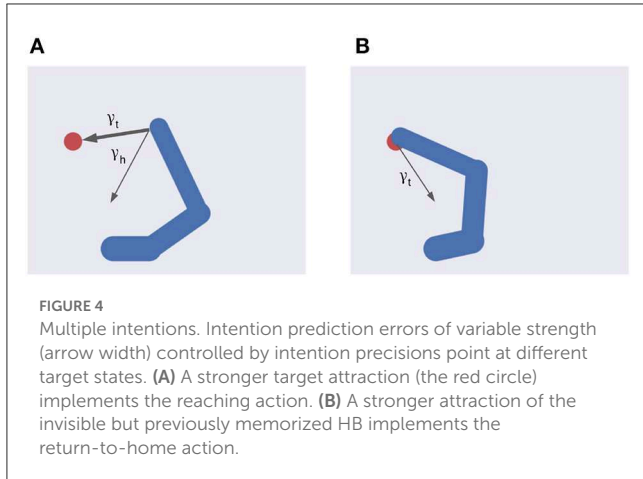 A
B
γt
γh
γt
FIGURE 4
Multiple intentions. Intention prediction errors of variable strength
(arrow width) controlled by intention precisions point at different
target states. (A) A stronger target attraction (the red circle)
implements the reaching action. (B) A stronger attraction of the
invisible but previously memorized HB implements the
return-to-home action.